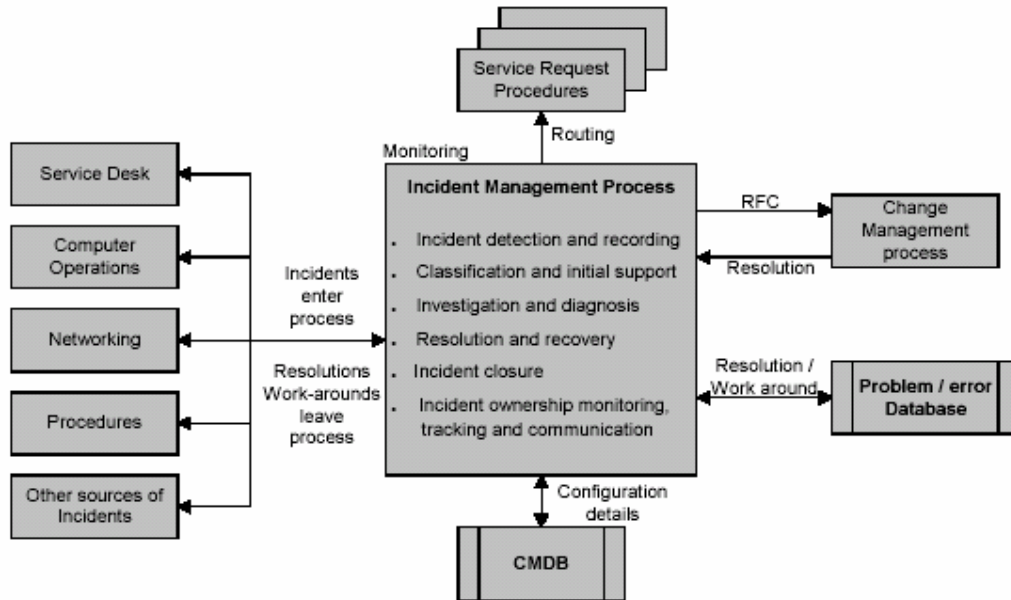 Service Request
Procedures
Routing
Monitoring
Service Desk
Computer
Operations
Networking
Procedures
Other sources of
Incidents
Incidents
enter
process
Resolutions
Work-arounds
leave
process
Incident Management Process
. Incident detection and recording
. Classification and initial support
. Investigation and diagnosis
. Resolution and recovery
. Incident closure
. Incident ownership monitoring,
tracking and communication
RFC
Resolution
Change
Management
process
Resolution /
Work around
Problem / error
Database
Configuration
details
CMDB